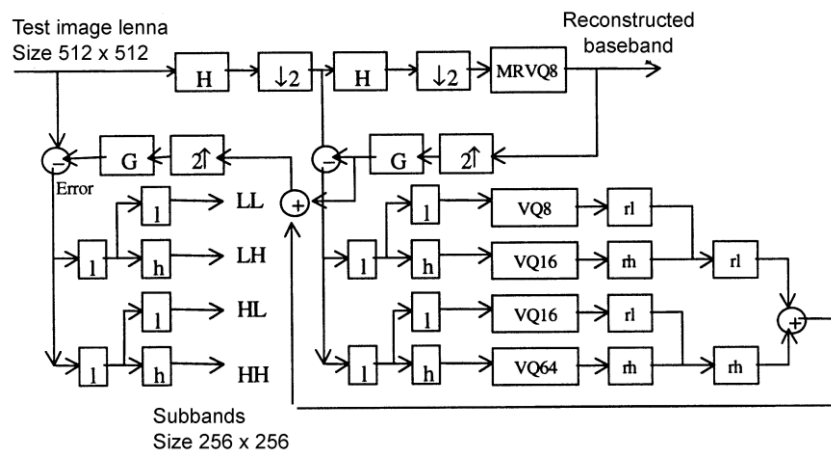 Test image lenna
Size 512 x 512
Reconstructed
baseband
H
↓2
H
↓2
MRVQ8
-
G
2↑
-
G
2↑
Error
+
l
LL
l
VQ8
rl
l
h
LH
l
h
VQ16
rh
rl
l
HL
l
VQ16
rl
+
l
h
HH
l
h
VQ64
rh
rh
Subbands
Size 256 x 256